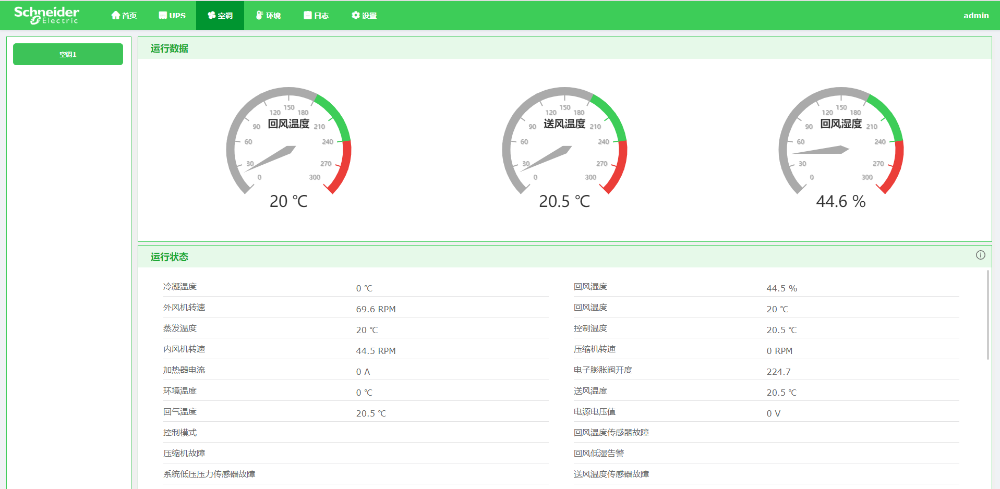 Schneider Electric
首页 UPS 空调 环境 日志 设置 admin
空调1
运行数据
0 30 60 90 120 150 180 210 240 270 300
回风温度
20 ℃
0 30 60 90 120 150 180 210 240 270 300
送风温度
20.5 ℃
0 30 60 90 120 150 180 210 240 270 300
回风湿度
44.6 %
运行状态
冷凝温度 0 ℃ 回风湿度 44.5 %
外风机转速 69.6 RPM 回风温度 20 ℃
蒸发温度 20 ℃ 控制温度 20.5 ℃
内风机转速 44.5 RPM 压缩机转速 0 RPM
加热器电流 0 A 电子膨胀阀开度 224.7
环境温度 0 ℃ 送风温度 20.5 ℃
回气温度 20.5 ℃ 电源电压值 0 V
控制模式 回风温度传感器故障
压缩机故障 回风低湿告警
系统低压压力传感器故障 送风温度传感器故障